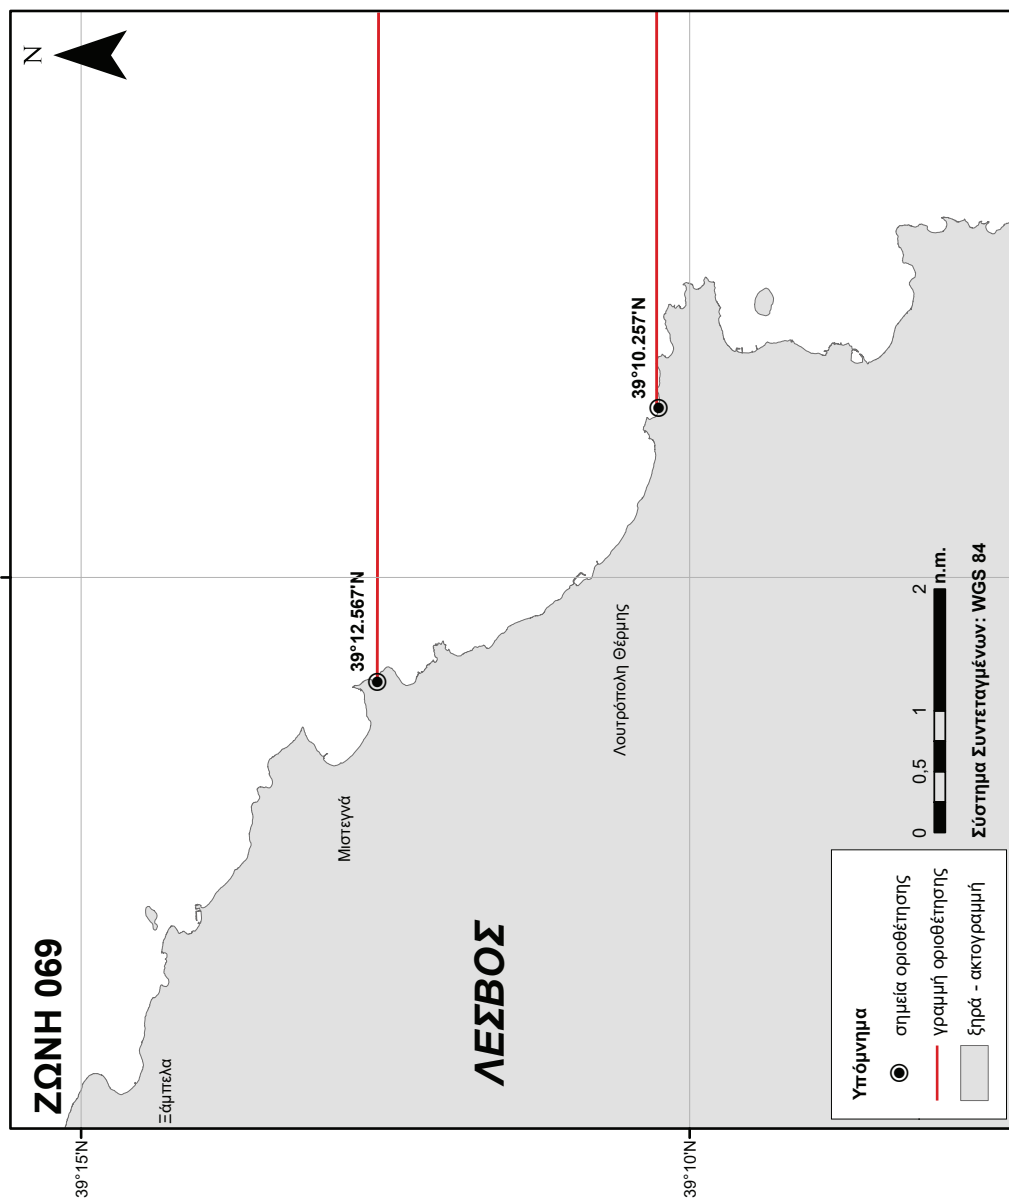 ΖΩΝΗ 069
N
39°15'N
39°10'N
Ξάμπελα
Μιστεγνά
39°12.567'N
Λουτρόπολη Θέρμης
39°10.257'N
ΛΕΣΒΟΣ
Υπόμνημα
σημεία οριοθέτησης
γραμμή οριοθέτησης
ξηρά - ακτογραμμή
0 0,5 1 2
n.m.
Σύστημα Συντεταγμένων: WGS 84